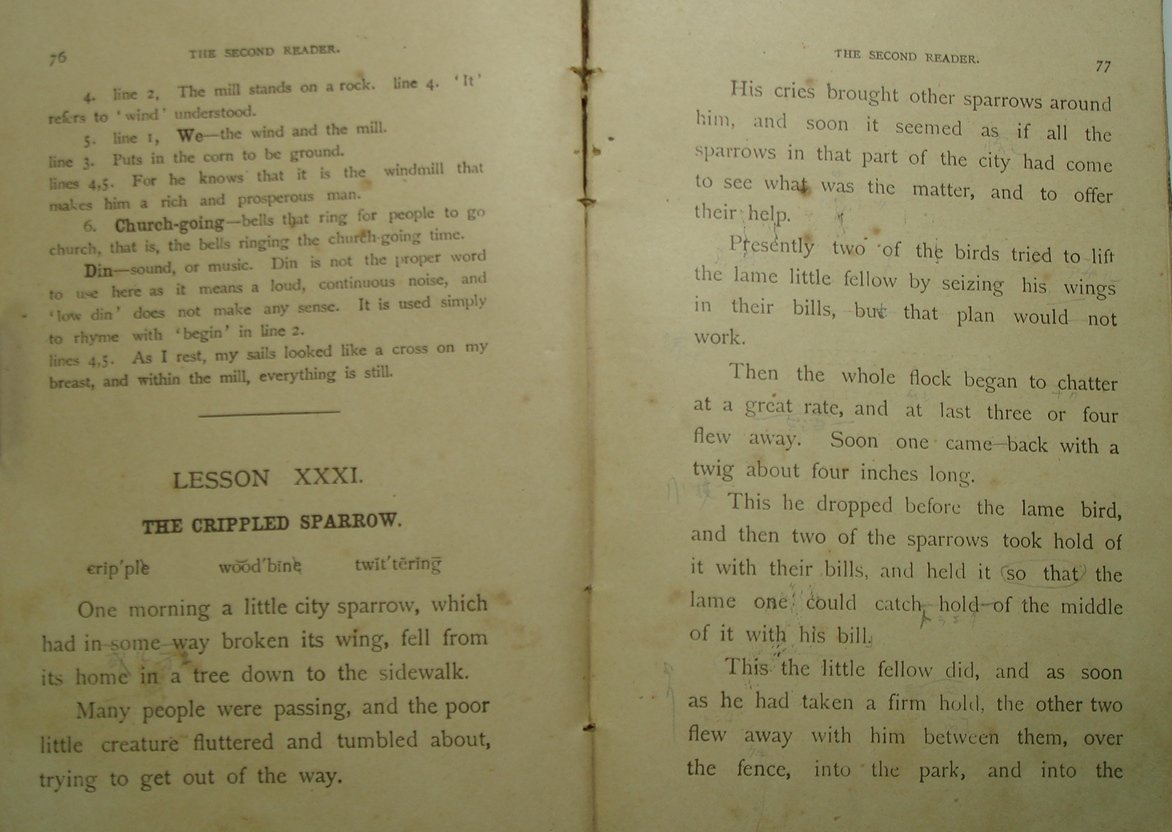 76 THE SECOND READER.
4. line 2, The mill stands on a rock. line 4. 'It'
refers to 'wind' understood.
5. line 1, We—the wind and the mill.
line 3. Puts in the corn to be ground.
lines 4,5. For he knows that it is the windmill that
makes him a rich and prosperous man.
6. Church-going—bells that ring for people to go
church, that is, the bells ringing the church-going time.
Din—sound, or music. Din is not the proper word
to use here as it means a loud, continuous noise, and
'low din' does not make any sense. It is used simply
to rhyme with 'begin' in line 2.
lines 4,5. As I rest, my sails looked like a cross on my
breast, and within the mill, everything is still.
LESSON XXXI.
THE CRIPPLED SPARROW.
crip'ple wood'bine twit'tering
One morning a little city sparrow, which
had in some way broken its wing, fell from
its home in a tree down to the sidewalk.
Many people were passing, and the poor
little creature fluttered and tumbled about,
trying to get out of the way.
THE SECOND READER. 77
His cries brought other sparrows around
him, and soon it seemed as if all the
sparrows in that part of the city had come
to see what was the matter, and to offer
their help.
Presently two of the birds tried to lift
the lame little fellow by seizing his wings
in their bills, but that plan would not
work.
Then the whole flock began to chatter
at a great rate, and at last three or four
flew away. Soon one came back with a
twig about four inches long.
This he dropped before the lame bird,
and then two of the sparrows took hold of
it with their bills, and held it so that the
lame one could catch hold of the middle
of it with his bill.
This the little fellow did, and as soon
as he had taken a firm hold, the other two
flew away with him between them, over
the fence, into the park, and into the